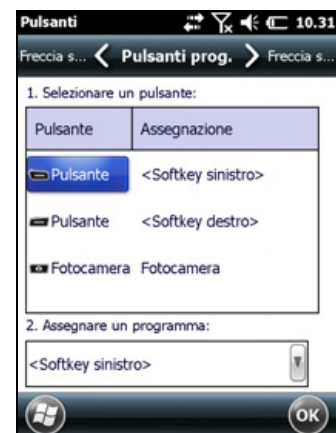 Pulsanti 10.31
Freccia s... Pulsanti prog. Freccia s...
1. Selezionare un pulsante:
Pulsante Assegnazione
Pulsante <Softkey sinistro>
Pulsante <Softkey destro>
Fotocamera Fotocamera
2. Assegnare un programma:
<Softkey sinistro>
OK